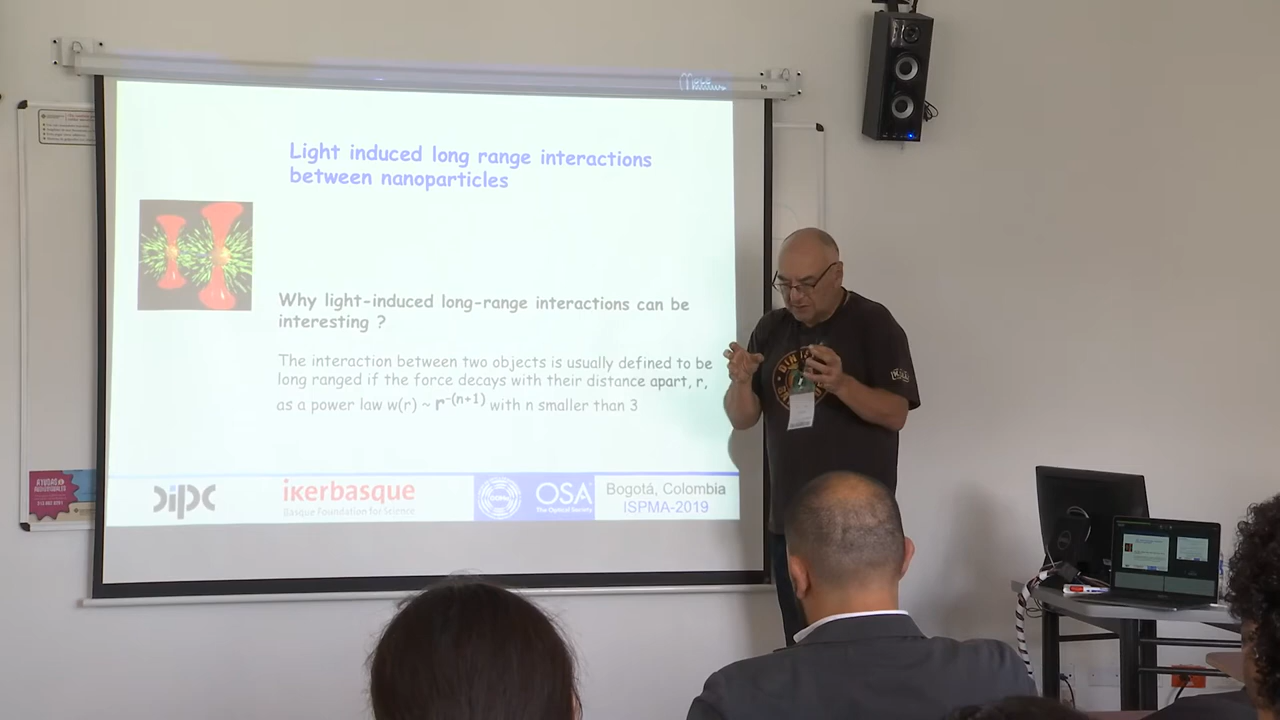 Light induced long range interactions
between nanoparticles
Why light-induced long-range interactions can be
interesting ?
The interaction between two objects is usually defined to be
long ranged if the force decays with their distance apart, r,
as a power law w(r) ~ r-(n+1) with n smaller than 3
dipc
ikerbasque
Basque Foundation for Science
OSA
The Optical Society
Bogotá, Colombia
ISPMA-2019